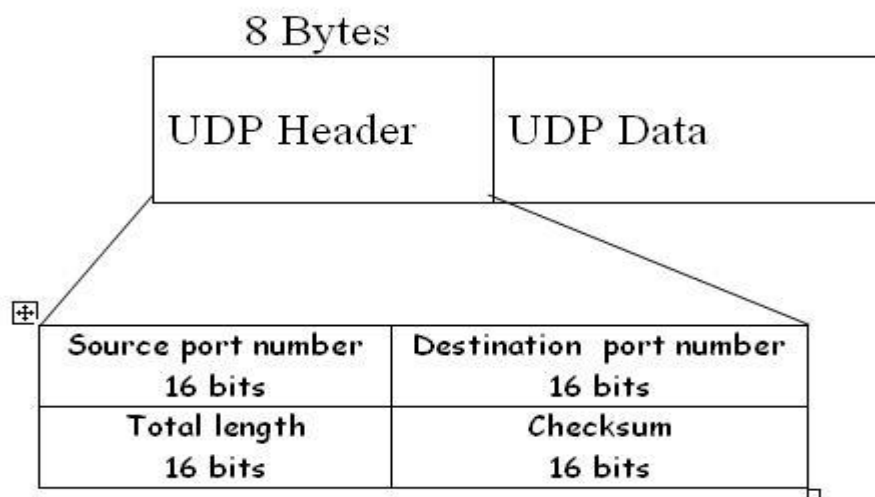 8 Bytes
UDP Header
UDP Data
Source port number
16 bits
Destination port number
16 bits
Total length
16 bits
Checksum
16 bits